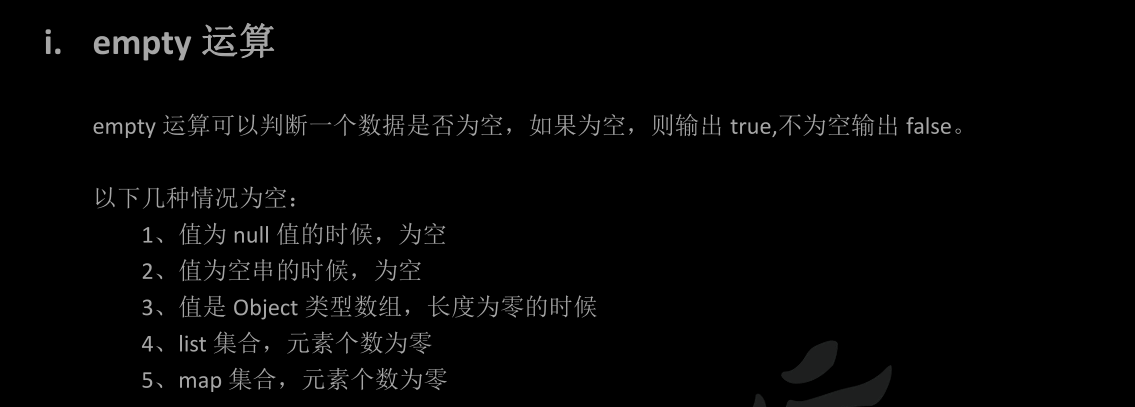 i. empty 运算
empty 运算可以判断一个数据是否为空，如果为空，则输出 true,不为空输出 false。
以下几种情况为空：
1、值为 null 值的时候，为空
2、值为空串的时候，为空
3、值是 Object 类型数组，长度为零的时候
4、list 集合，元素个数为零
5、map 集合，元素个数为零